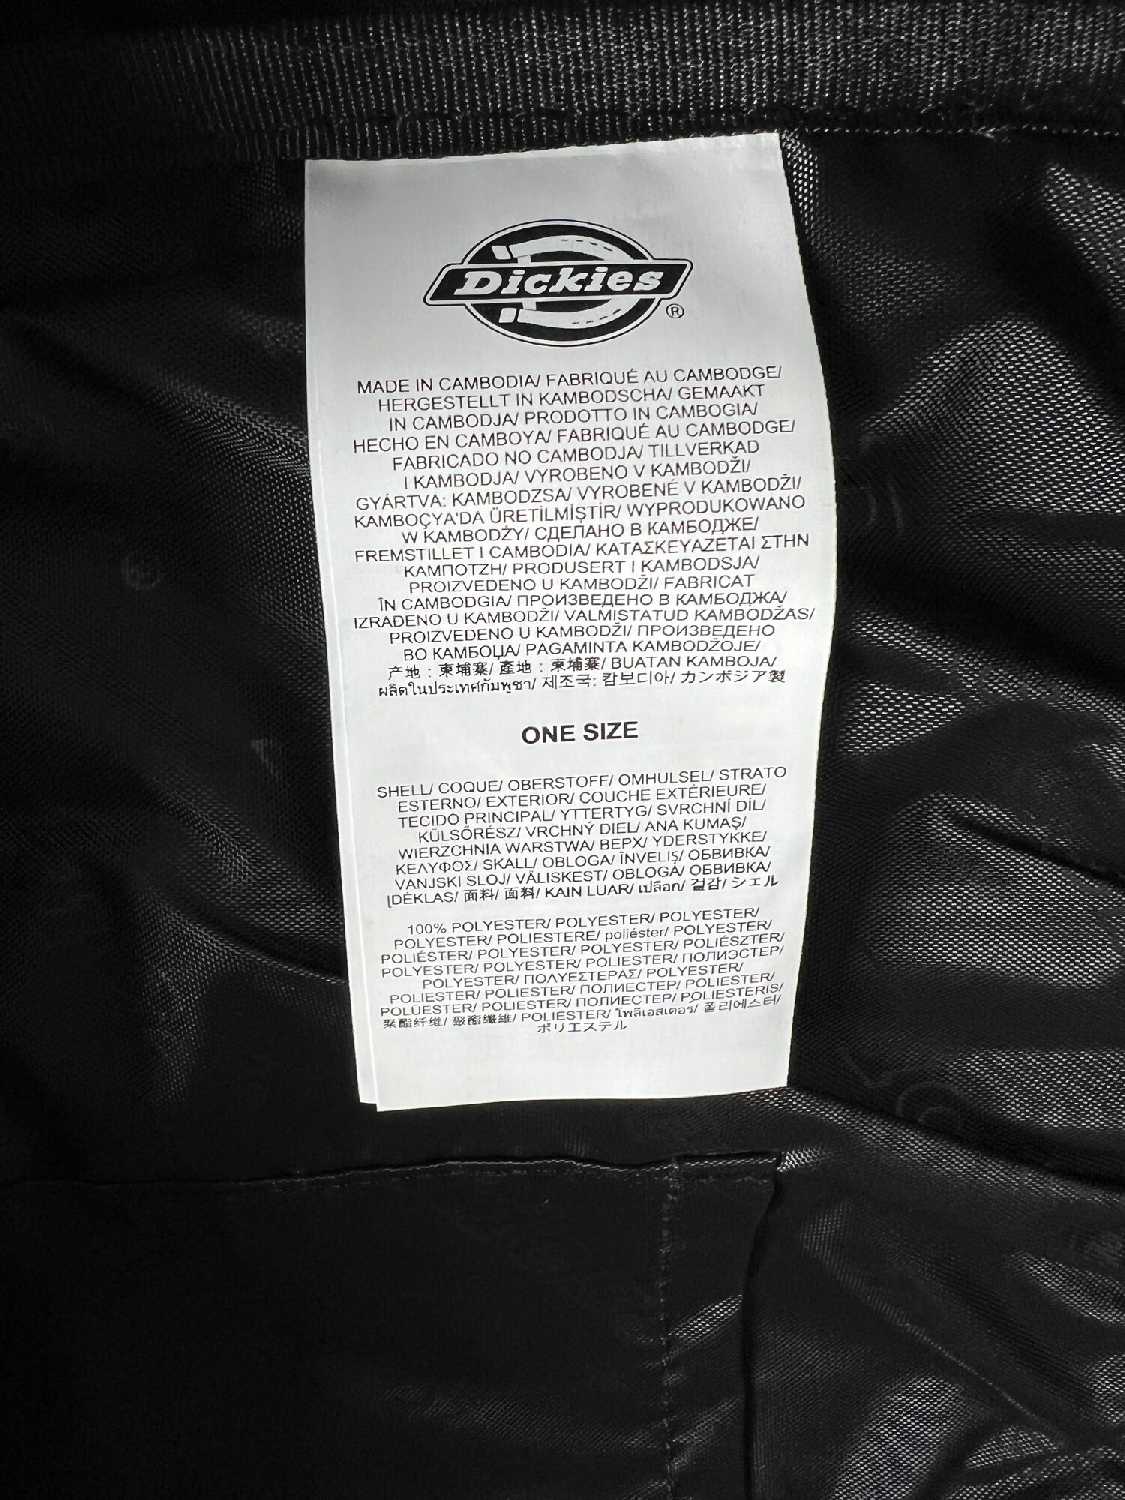 Dickies
®
MADE IN CAMBODIA/ FABRIQUÉ AU CAMBODGE/
HERGESTELLT IN KAMBODSCHA/ GEMAAKT
IN CAMBODJA/ PRODOTTO IN CAMBOGIA/
HECHO EN CAMBOYA/ FABRIQUÉ AU CAMBODGE/
FABRICADO NO CAMBODJA/ TILLVERKAD
I KAMBODJA/ VYROBENO V KAMBODŽI/
GYÁRTVA: KAMBODZSA/ VYROBENÉ V KAMBODŽI/
KAMBOÇYA'DA ÜRETİLMİŞTİR/ WYPRODUKOWANO
W KAMBODŻY/ СДЕЛАНО В КАМБОДЖЕ/
FREMSTILLET I CAMBODIA/ ΚΑΤΑΣΚΕΥΑΖΕΤΑΙ ΣΤΗΝ
ΚΑΜΠΟΤΖΗ/ PRODUSERT I KAMBODSJA/
PROIZVEDENO U KAMBODŽI/ FABRICAT
ÎN CAMBODGIA/ ПРОИЗВЕДЕНО В КАМБОДЖА/
IZRAĐENO U KAMBODŽI/ VALMISTATUD KAMBODŽAS/
PROIZVEDENO U KAMBODŽI/ ПРОИЗВЕДЕНО
ВО КАМБОЏА/ PAGAMINTA KAMBODŽOJE/
产地：柬埔寨/ 產地：柬埔寨/ BUATAN KAMBOJA/
ผลิตในประเทศกัมพูชา/ 제조국: 캄보디아/ カンボジア製
ONE SIZE
SHELL/ COQUE/ OBERSTOFF/ OMHULSEL/ STRATO
ESTERNO/ EXTERIOR/ COUCHE EXTÉRIEURE/
TECIDO PRINCIPAL/ YTTERTYG/ SVRCHNÍ DÍL/
KÜLSŐRÉSZ/ VRCHNÝ DIEL/ ANA KUMAŞ/
WIERZCHNIA WARSTWA/ ВЕРХ/ YDERSTYKKE/
ΚΕΛΥΦΟΣ/ SKALL/ OBLOGA/ ÎNVELIŞ/ ОБВИВКА/
VANJSKI SLOJ/ VÄLISKEST/ OBLOGA/ ОБВИВКА/
ĮDĖKLAS/ 面料/ 面料/ KAIN LUAR/ เปลือก/ 겉감/ シェル
100% POLYESTER/ POLYESTER/ POLYESTER/
POLYESTER/ POLIESTERE/ poliéster/ POLYESTER/
POLIÉSTER/ POLYESTER/ POLYESTER/ POLIÉSZTER/
POLYESTER/ POLYESTER/ POLIESTER/ ПОЛИЭСТЕР/
POLYESTER/ ΠΟΛΥΕΣΤΕΡΑΣ/ POLYESTER/
POLIESTER/ POLIESTER/ ПОЛИЕСТЕР/ POLIESTER/
POLÜESTER/ POLIESTER/ ПОЛИЕСТЕР/ POLIESTERIS/
聚酯纤维/ 聚酯纖維/ POLIESTER/ โพลีเอสเตอร์/ 폴리에스터/
ポリエステル